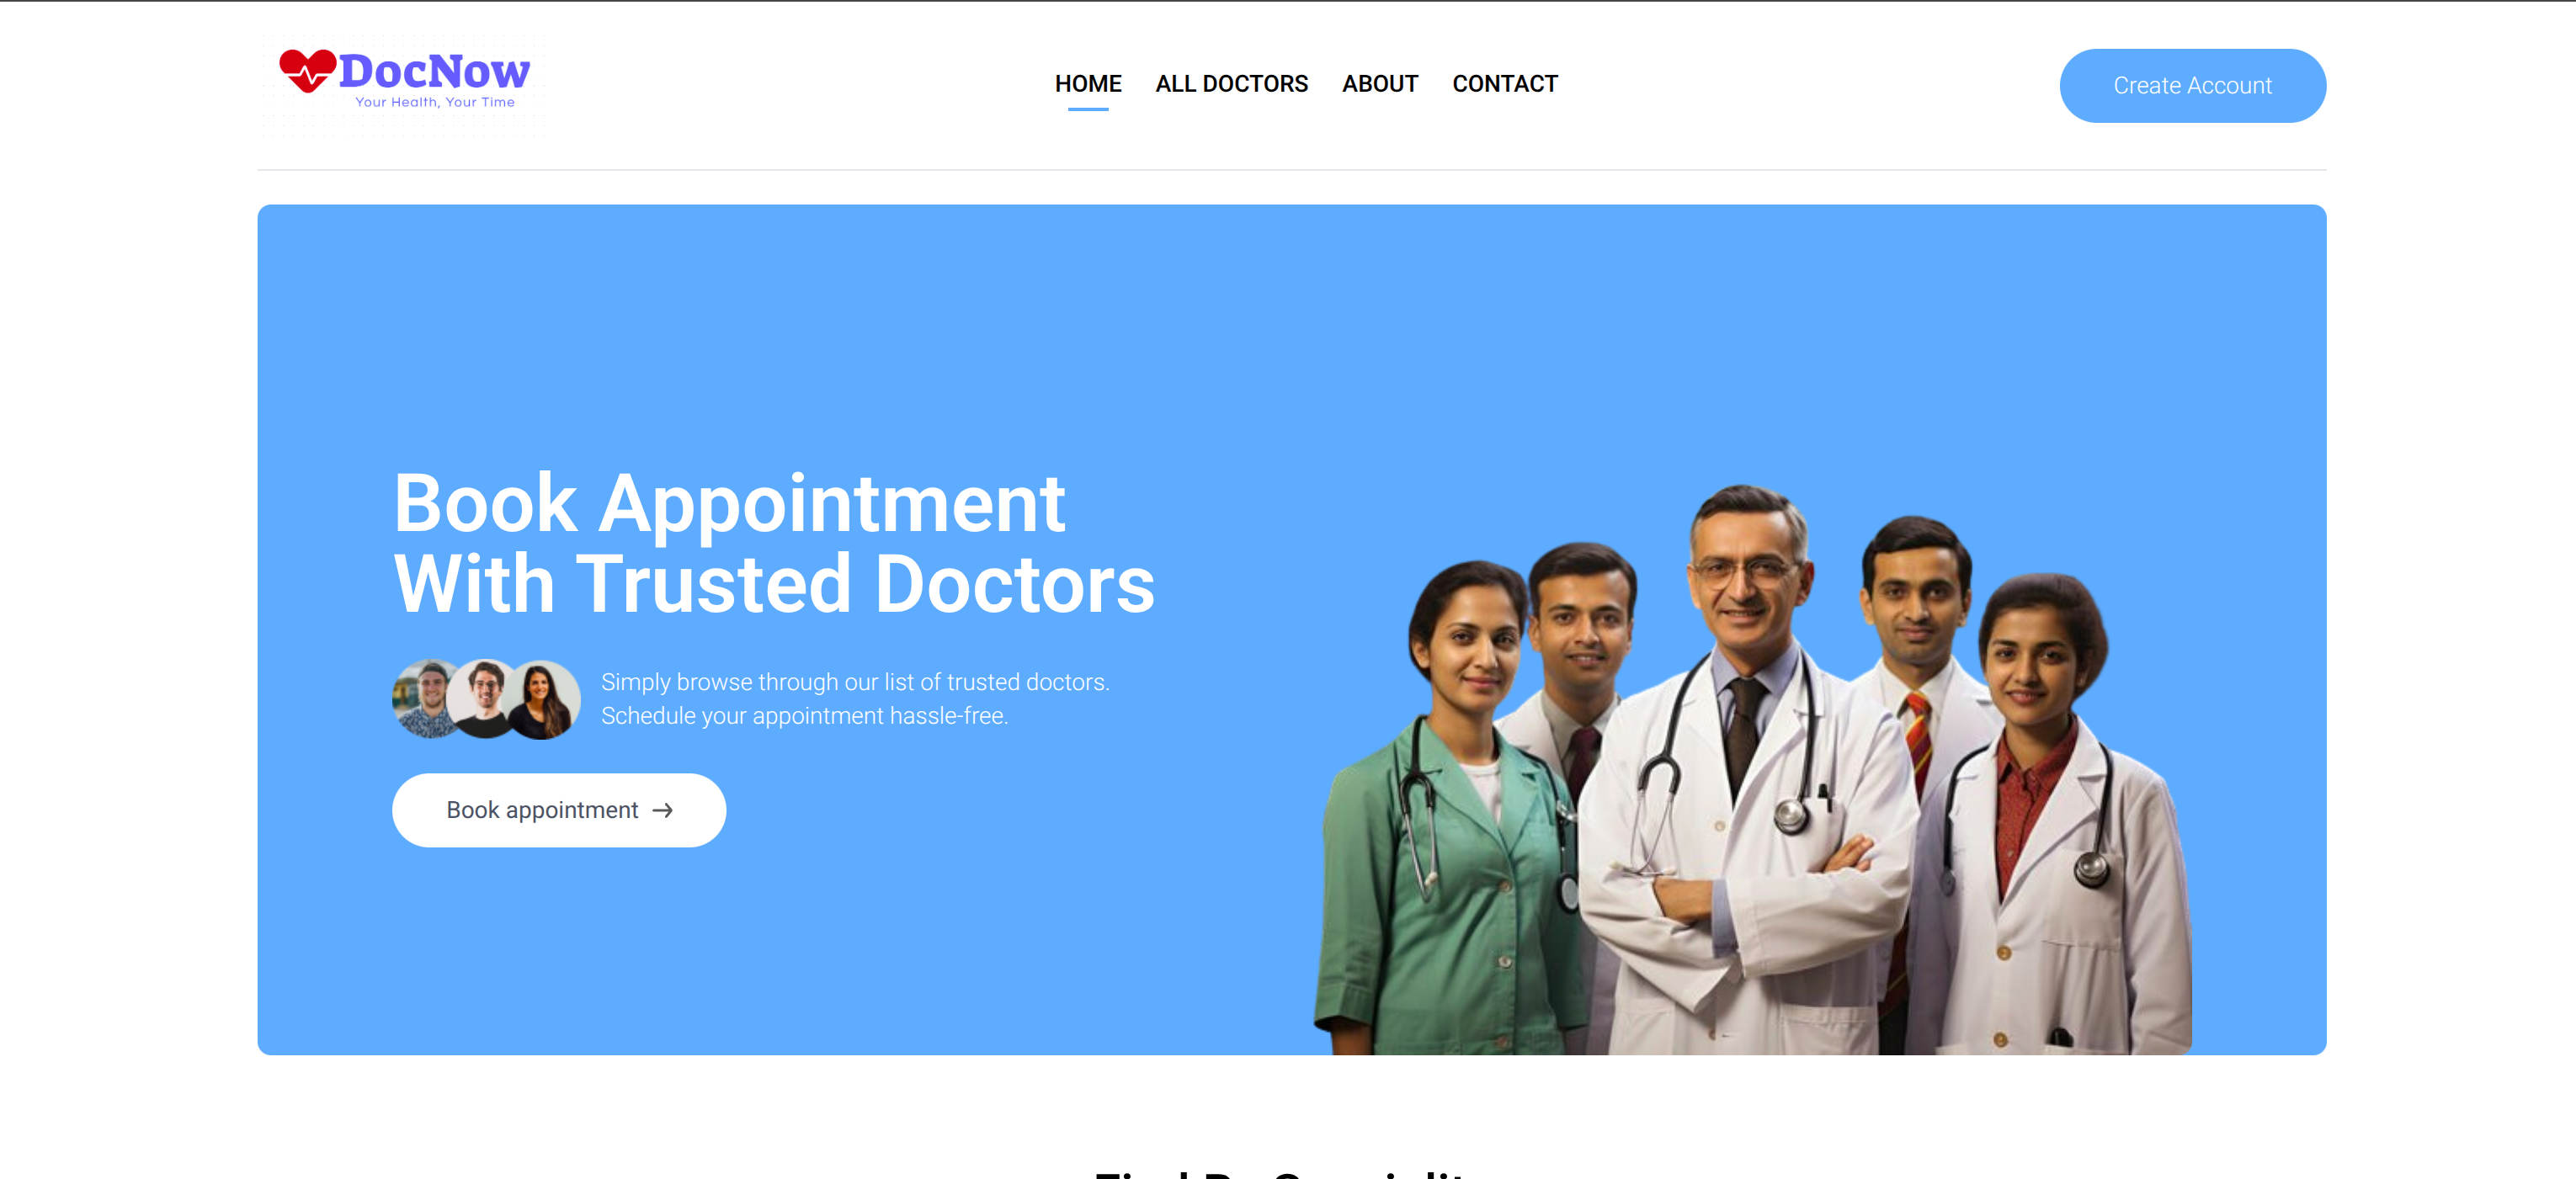 DocNow
Your Health, Your Time
HOME ALL DOCTORS ABOUT CONTACT
Create Account
Book Appointment
With Trusted Doctors
Simply browse through our list of trusted doctors.
Schedule your appointment hassle-free.
Book appointment →